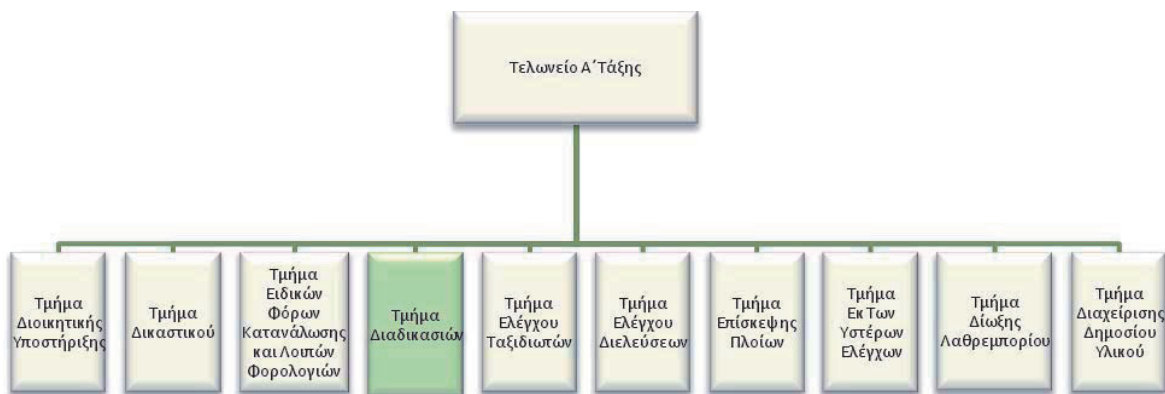 Τελωνείο Α΄Τάξης
Τμήμα
Διοικητικής
Υποστήριξης
Τμήμα
Δικαστικού
Τμήμα
Ειδικών
Φόρων
Κατανάλωσης
και Λοιπών
Φορολογιών
Τμήμα
Διαδικασιών
Τμήμα
Ελέγχου
Ταξιδιωτών
Τμήμα
Ελέγχου
Διελεύσεων
Τμήμα
Επίσκεψης
Πλοίων
Τμήμα
Εκ Των
Υστέρων
Ελέγχων
Τμήμα
Δίωξης
Λαθρεμπορίου
Τμήμα
Διαχείρισης
Δημοσίου
Υλικού